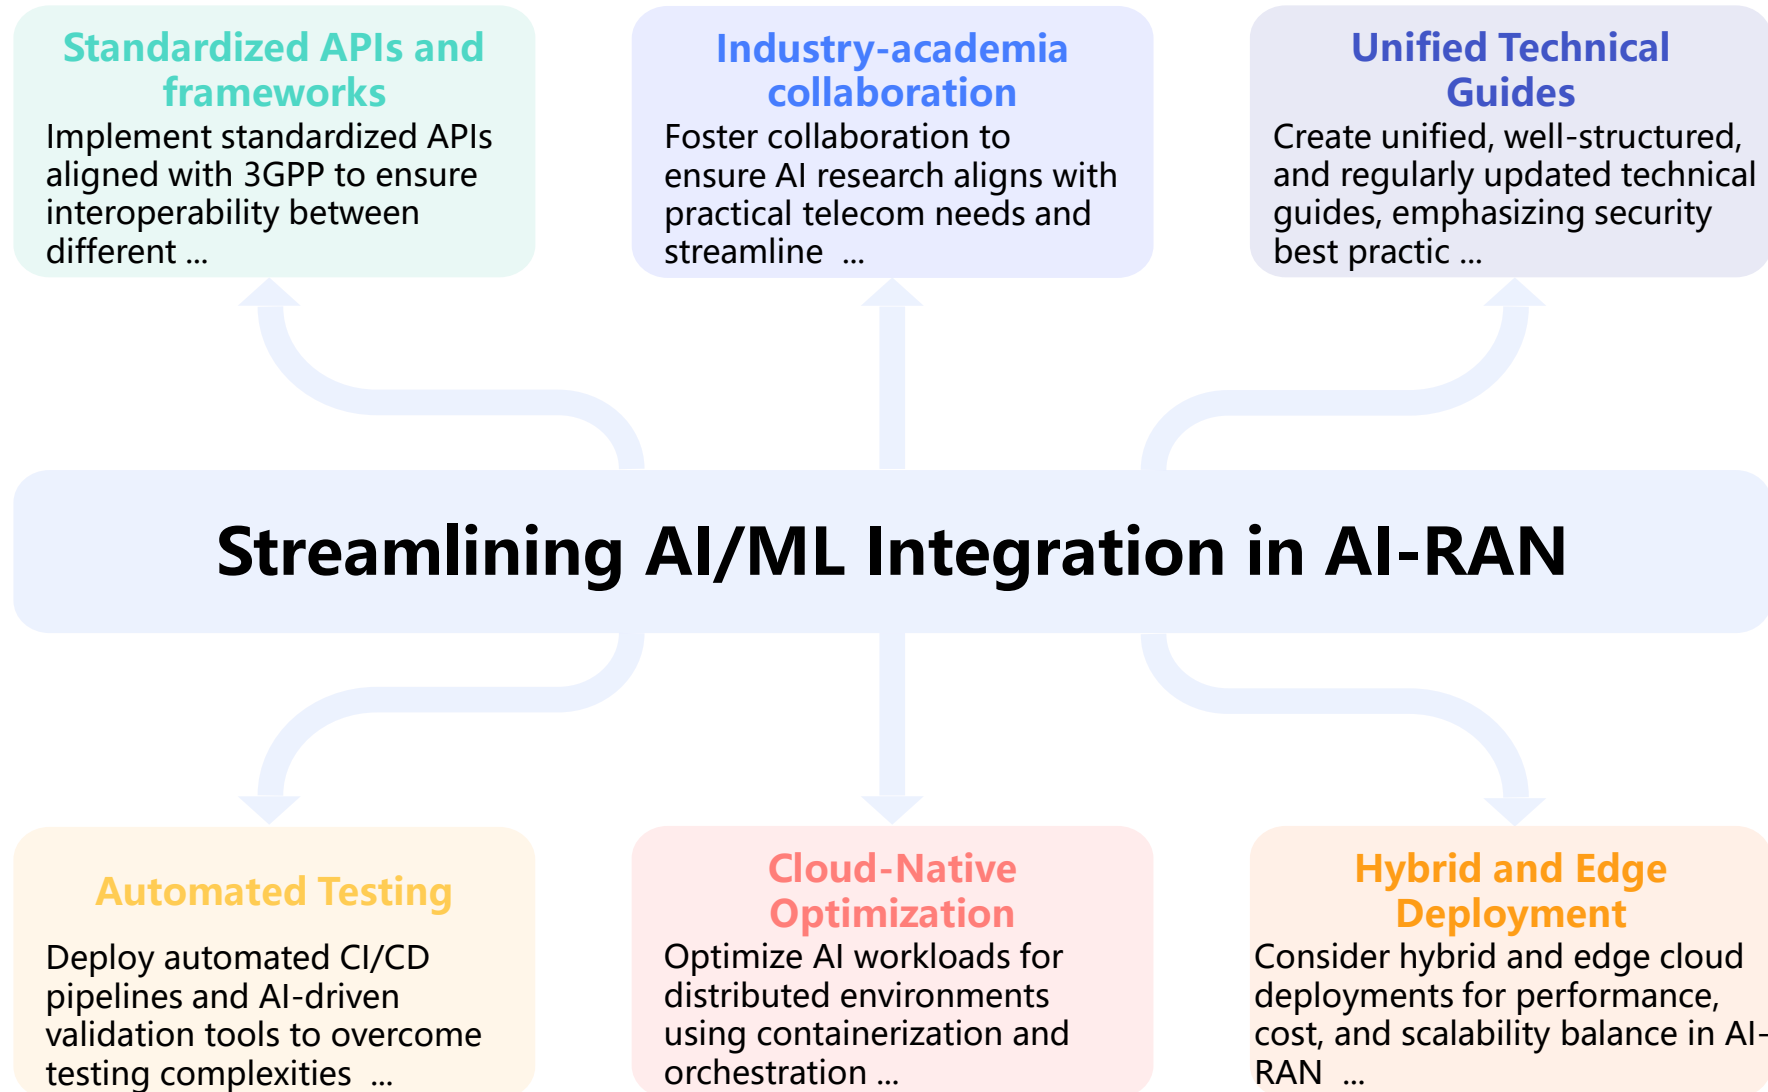 Standardized APIs and
frameworks
Implement standardized APIs
aligned with 3GPP to ensure
interoperability between
different ...
Industry-academia
collaboration
Foster collaboration to
ensure AI research aligns with
practical telecom needs and
streamline  ...
Unified Technical
Guides
Create unified, well-structured,
and regularly updated technical
guides, emphasizing security
best practic ...
Streamlining AI/ML Integration in AI-RAN
Automated Testing
Deploy automated CI/CD
pipelines and AI-driven
validation tools to overcome
testing complexities  ...
Cloud-Native
Optimization
Optimize AI workloads for
distributed environments
using containerization and
orchestration ...
Hybrid and Edge
Deployment
Consider hybrid and edge cloud
deployments for performance,
cost, and scalability balance in AI-
RAN  ...